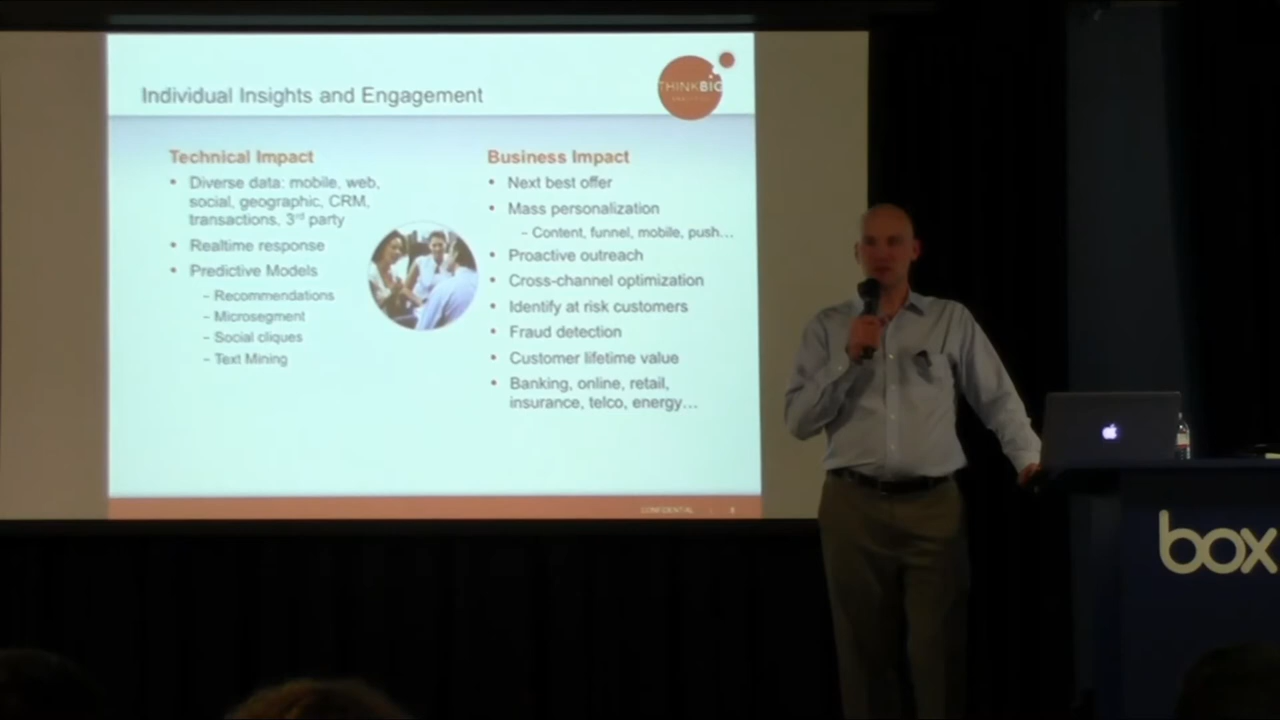 Individual Insights and Engagement
THINKBIG
Technical Impact
• Diverse data: mobile, web,
social, geographic, CRM,
transactions, 3rd party
• Realtime response
• Predictive Models
– Recommendations
– Microsegment
– Social cliques
– Text Mining
Business Impact
• Next best offer
• Mass personalization
– Content, funnel, mobile, push…
• Proactive outreach
• Cross-channel optimization
• Identify at risk customers
• Fraud detection
• Customer lifetime value
• Banking, online, retail,
insurance, telco, energy…
CONFIDENTIAL
box